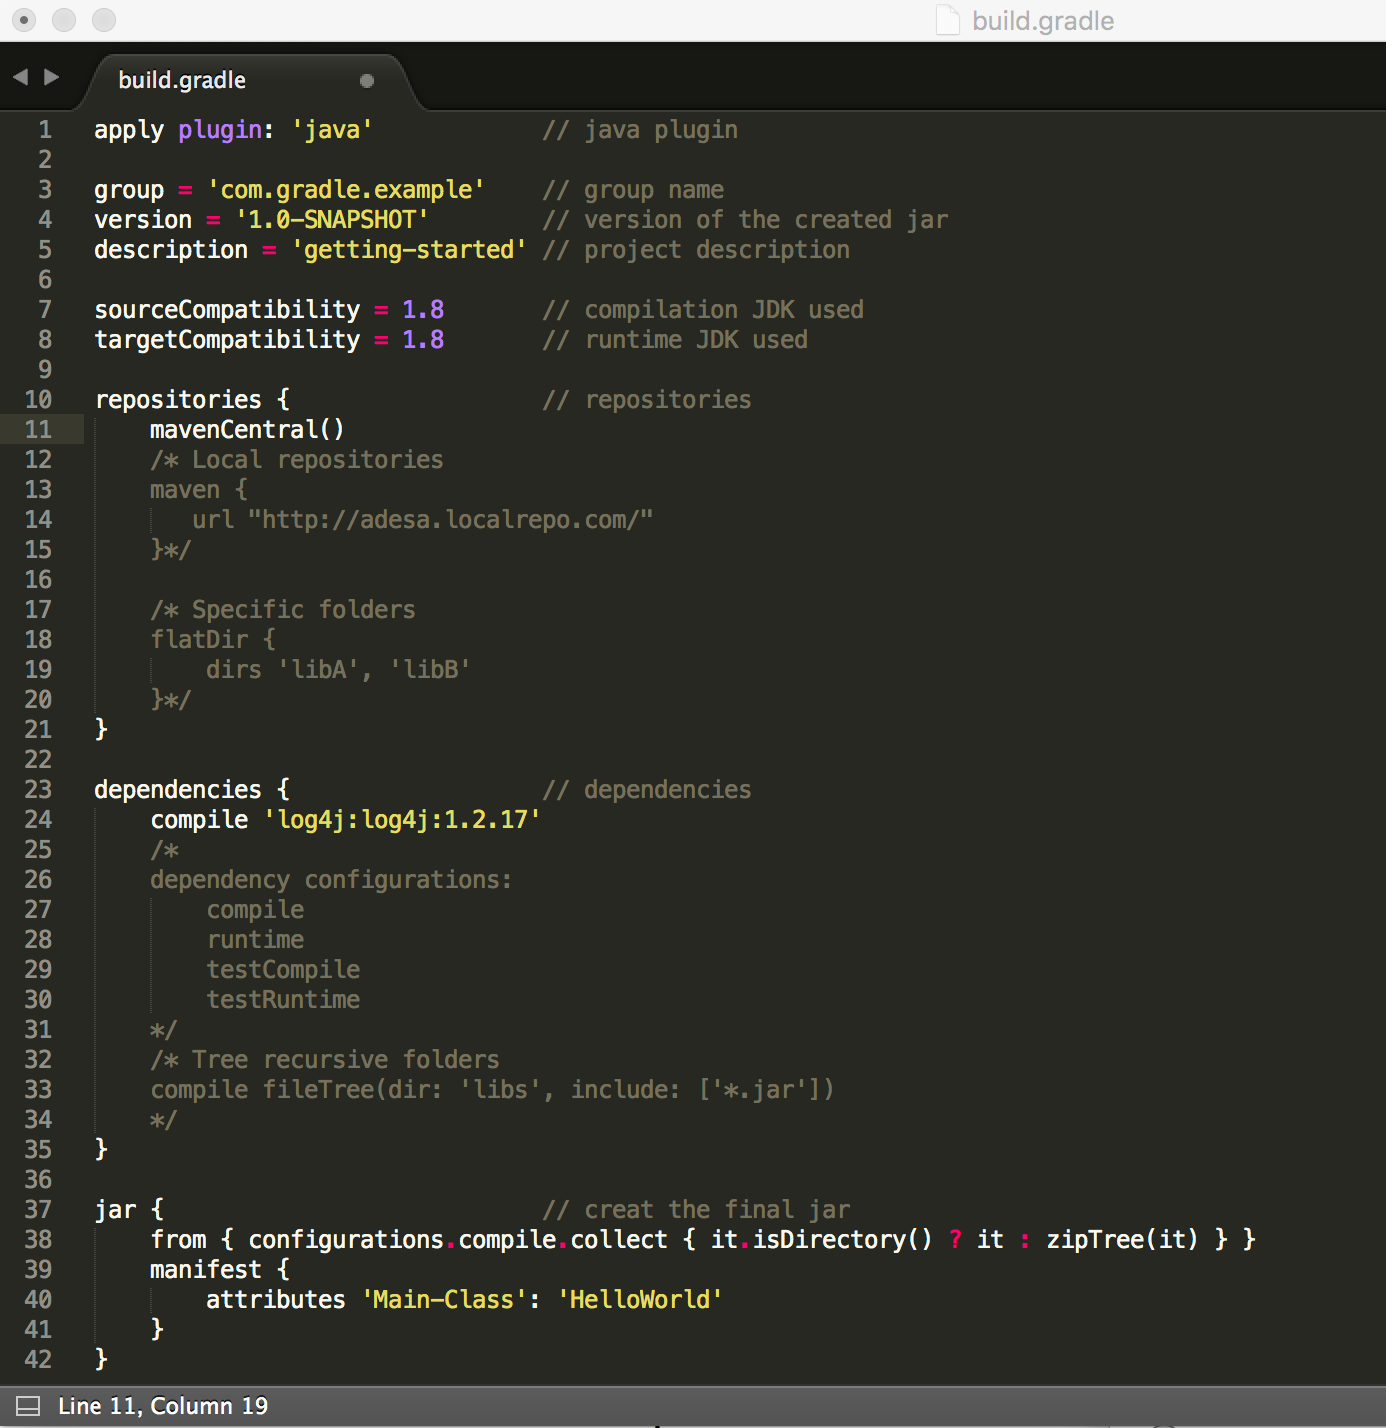 build.gradle
build.gradle
1 apply plugin: 'java' // java plugin
2
3 group = 'com.gradle.example' // group name
4 version = '1.0-SNAPSHOT' // version of the created jar
5 description = 'getting-started' // project description
6
7 sourceCompatibility = 1.8 // compilation JDK used
8 targetCompatibility = 1.8 // runtime JDK used
9
10 repositories { // repositories
11     mavenCentral()
12     /* Local repositories
13     maven {
14        url "http://adesa.localrepo.com/"
15     }*/
16
17     /* Specific folders
18     flatDir {
19         dirs 'libA', 'libB'
20     }*/
21 }
22
23 dependencies { // dependencies
24     compile 'log4j:log4j:1.2.17'
25     /*
26     dependency configurations:
27         compile
28         runtime
29         testCompile
30         testRuntime
31     */
32     /* Tree recursive folders
33     compile fileTree(dir: 'libs', include: ['*.jar'])
34     */
35 }
36
37 jar { // creat the final jar
38     from { configurations.compile.collect { it.isDirectory() ? it : zipTree(it) } }
39     manifest {
40         attributes 'Main-Class': 'HelloWorld'
41     }
42 }
Line 11, Column 19